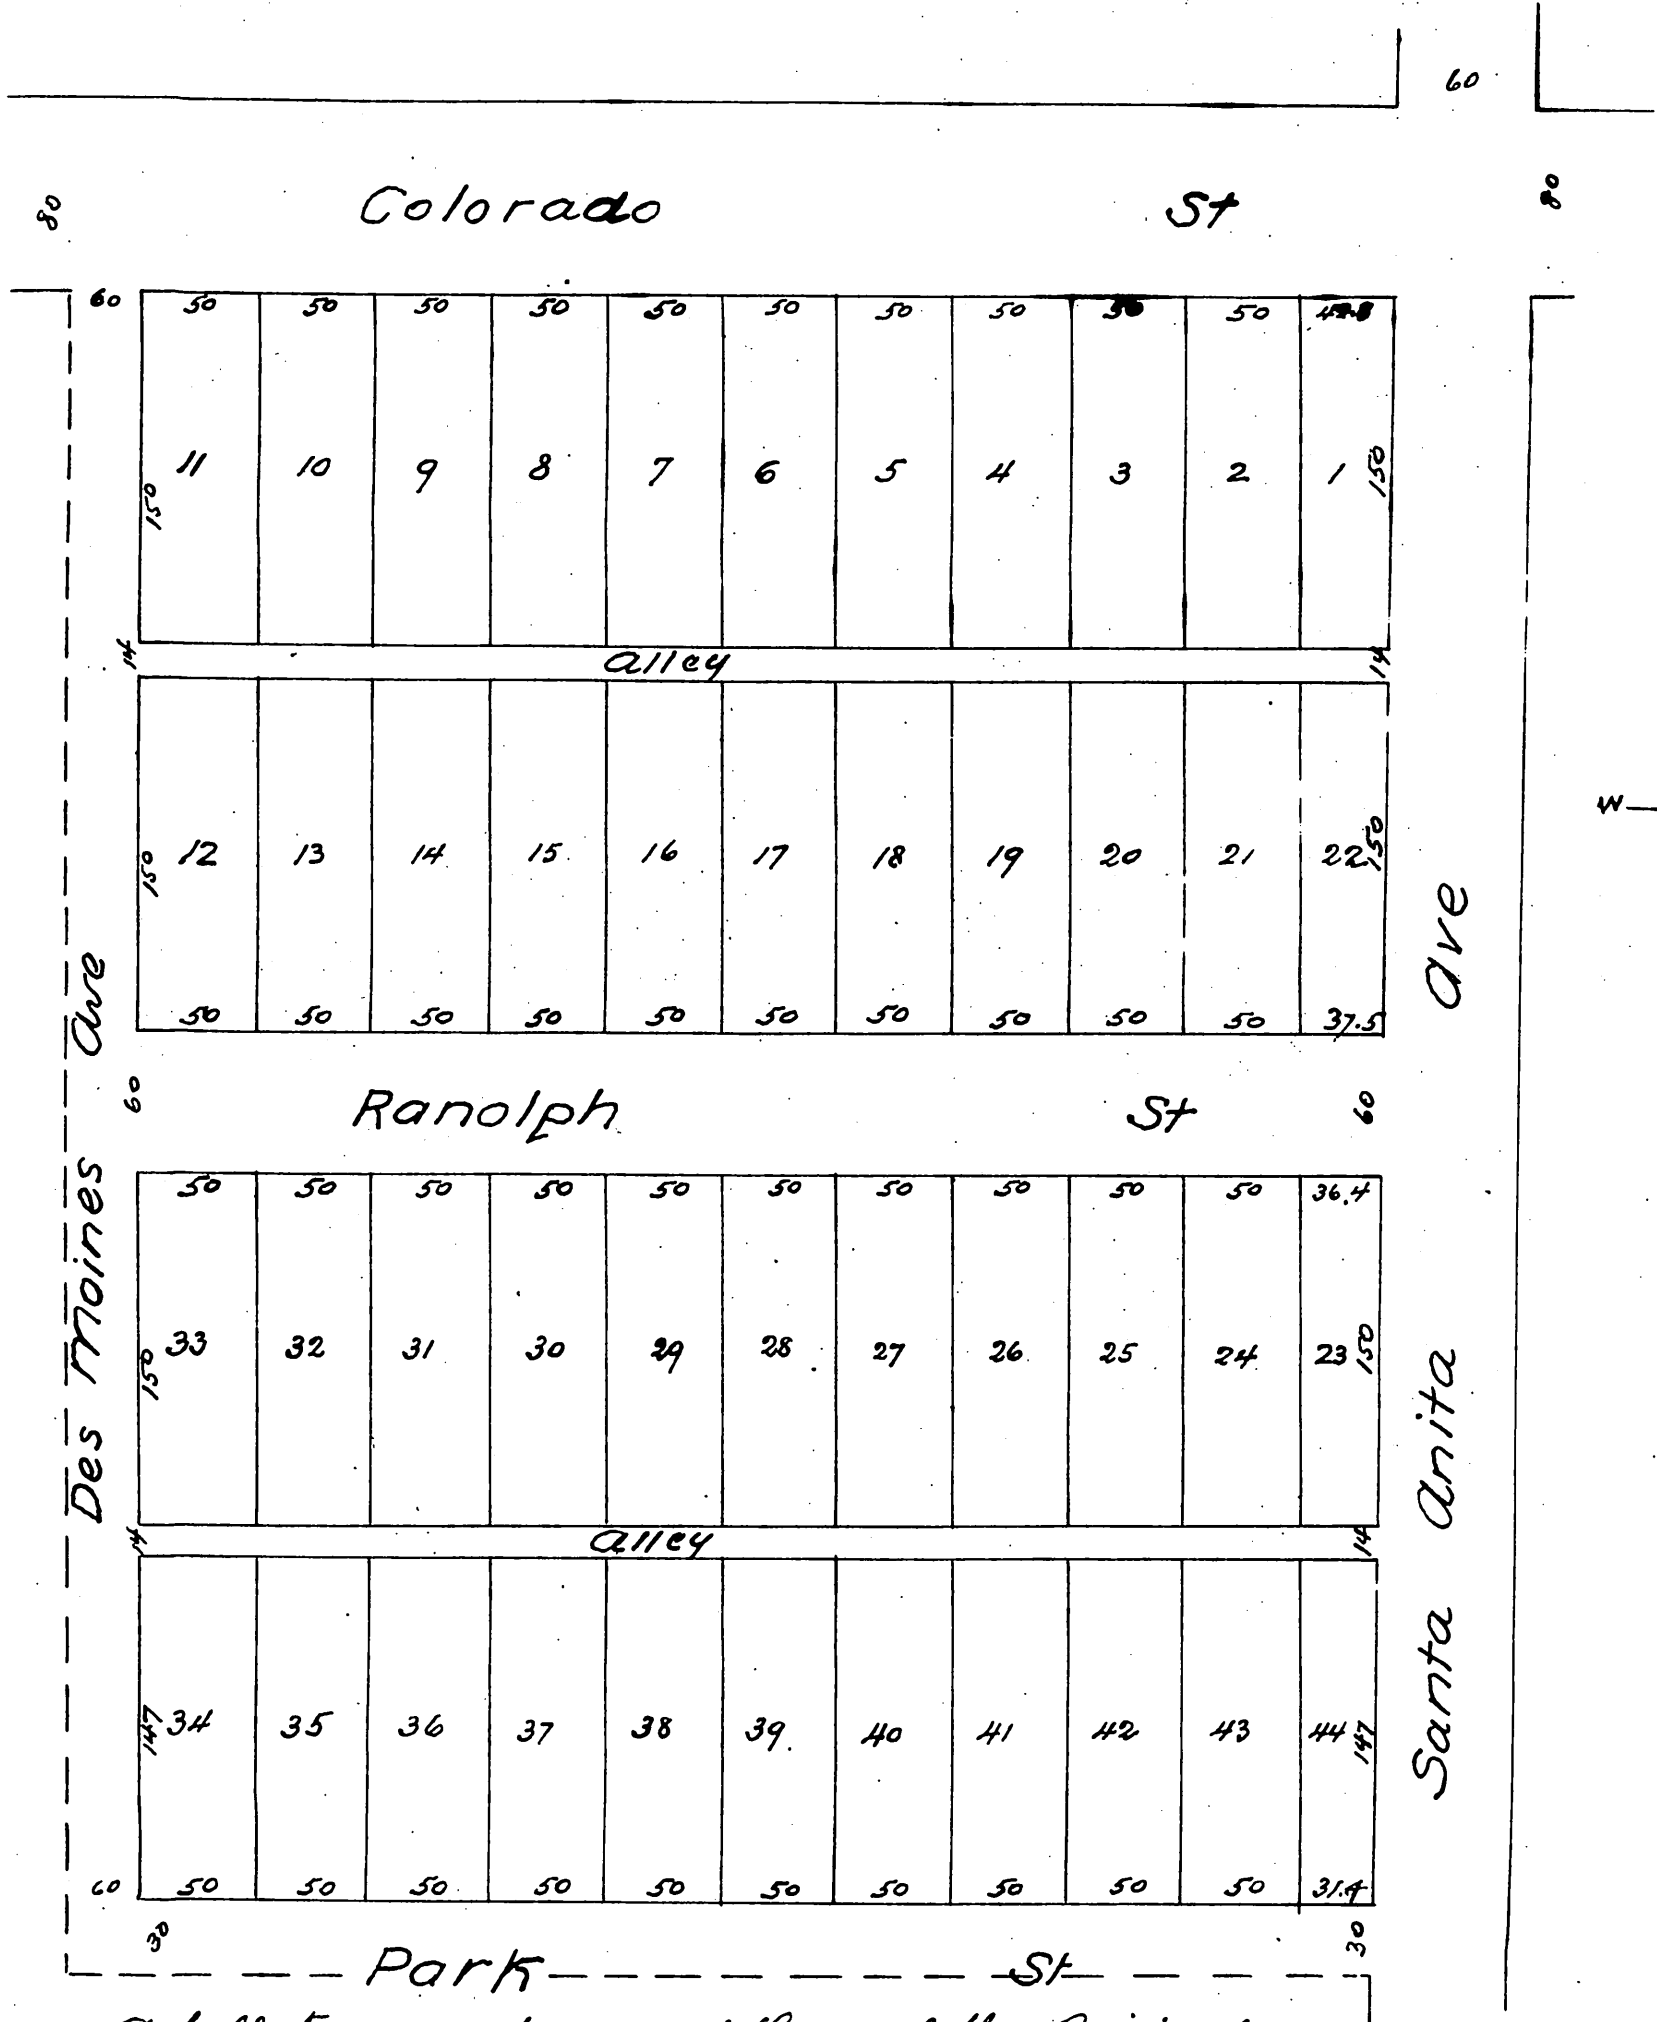 60
80 Colorado St 80
60 50 50 50 50 50 50 50 50 50 50
11 10 9 8 7 6 5 4 3 2 1
150 150
14 Alley 14
12 13 14 15 16 17 18 19 20 21 22
150 150
50 50 50 50 50 50 50 50 50 50 37.5
W
60 Ranolph St 60
50 50 50 50 50 50 50 50 50 50 36.4
33 32 31 30 29 28 27 26 25 24 23
150 150
14 Alley 14
34 35 36 37 38 39 40 41 42 43 44
147 147
60 50 50 50 50 50 50 50 50 50 50 31.4
30 30
Park St
Des Moines Ave
Santa Anita Ave